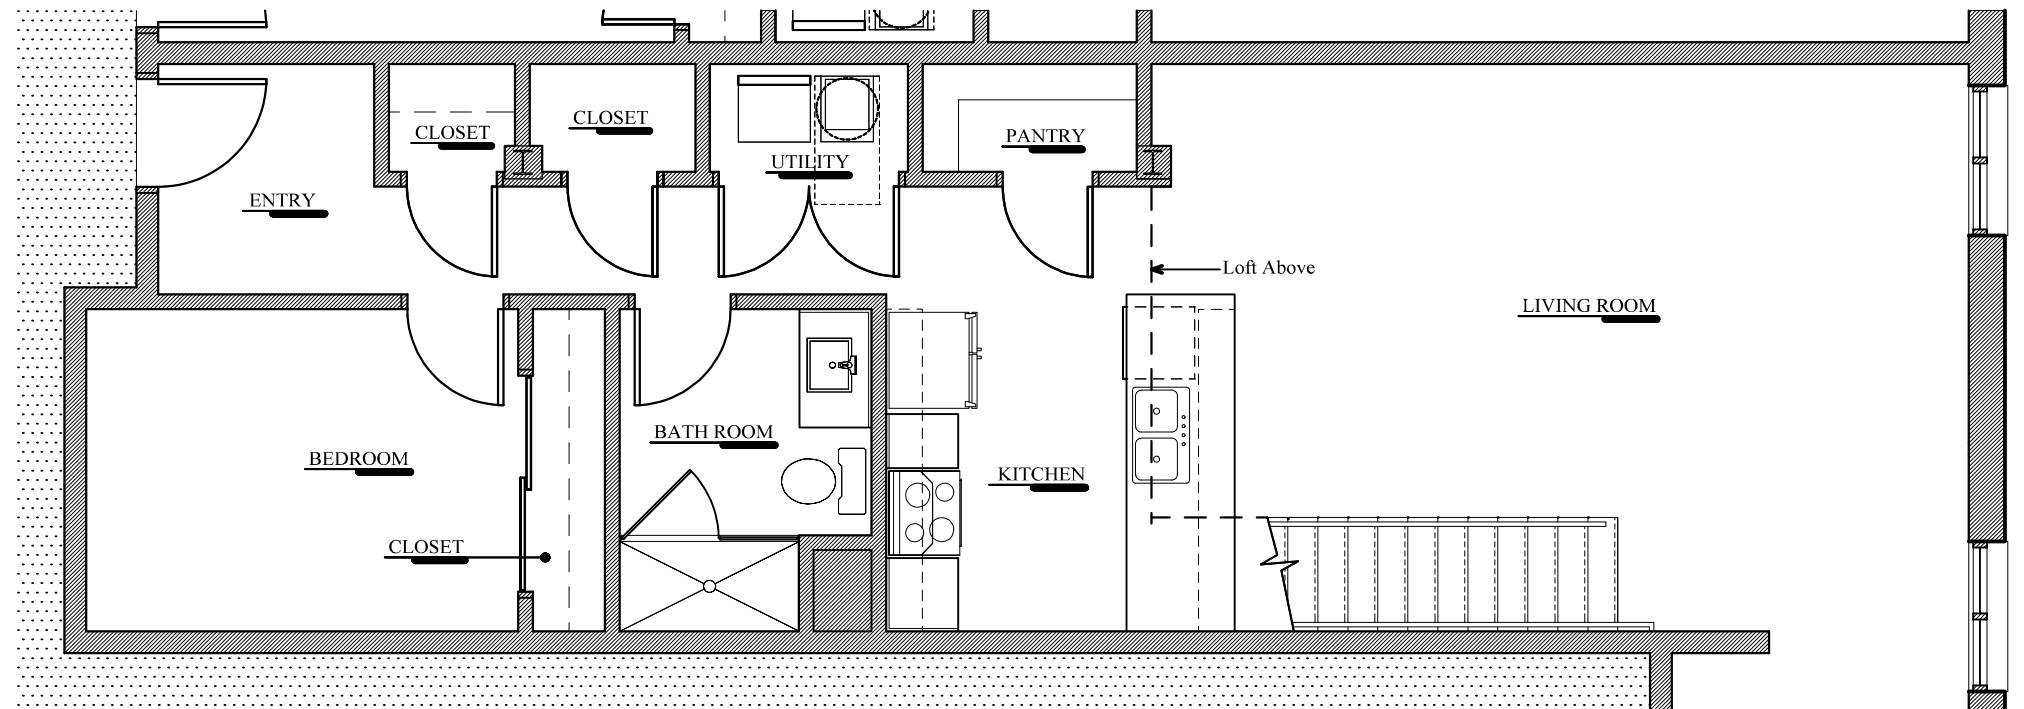 CLOSET
CLOSET
PANTRY
UTILITY
ENTRY
Loft Above
LIVING ROOM
BATH ROOM
BEDROOM
KITCHEN
CLOSET